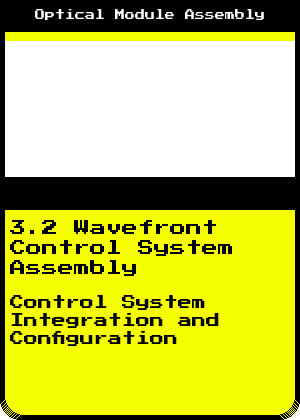 Optical Module Assembly
3.2 Wavefront
Control System
Assembly
Control System
Integration and
Configuration